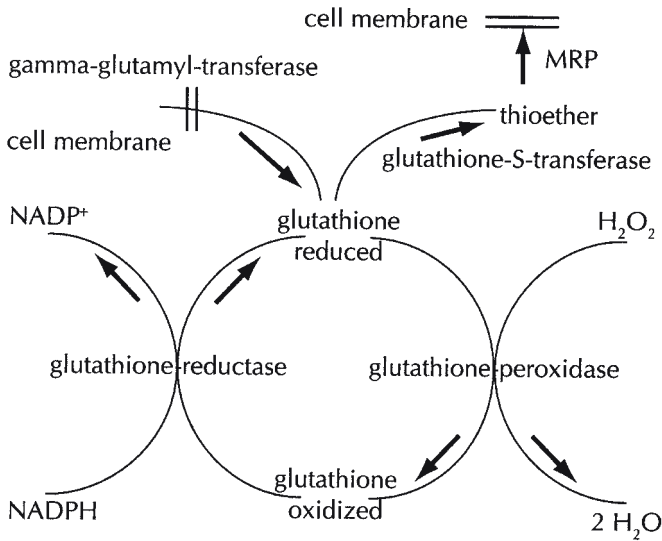 cell membrane
MRP
gamma-glutamyl-transferase
thioether
cell membrane
glutathione-S-transferase
NADP⁺
glutathione
reduced
H₂O₂
glutathione-reductase
glutathione-peroxidase
glutathione
oxidized
NADPH
2 H₂O